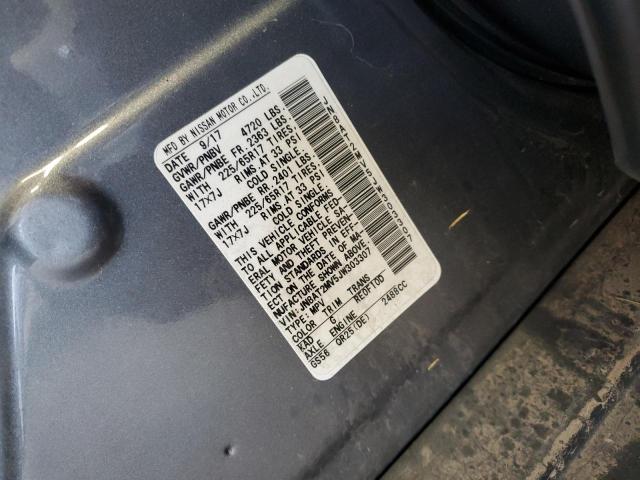 MFD BY NISSAN MOTOR CO.,LTD.
DATE 9/17
GVWR/PNBV 4720 LBS.
GAWR/PNBE FR. 2363 LBS.
WITH 225/65R17 TIRES.
17X7J RIMS AT 33 PSI
COLD SINGLE.
GAWR/PNBE RR. 2401 LBS.
WITH 225/65R17 TIRES.
17X7J RIMS AT 33 PSI
COLD SINGLE.
THIS VEHICLE CONFORMS
TO ALL APPLICABLE FED-
ERAL MOTOR VEHICLE SA-
FETY AND THEFT PREVEN-
TION STANDARDS IN EFF-
ECT ON THE DATE OF MA-
NUFACTURE SHOWN ABOVE.
VIN: JN8AT2MV5JW303307
TYPE: MPV
COLOR TRIM TRANS
KAD G RE0F10D
AXLE ENGINE
GS56 QR25(DE) 2488CC
JN8AT2MV5JW303307